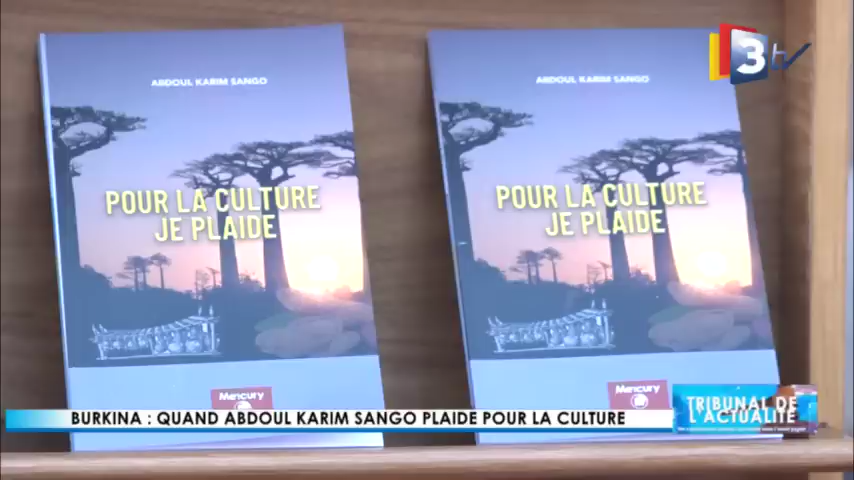 3tv
ABDOUL KARIM SANGO
POUR LA CULTURE
JE PLAIDE
Mercury
ABDOUL KARIM SANGO
POUR LA CULTURE
JE PLAIDE
Mercury
BURKINA : QUAND ABDOUL KARIM SANGO PLAIDE POUR LA CULTURE
TRIBUNAL DE
L'ACTUALITÉ